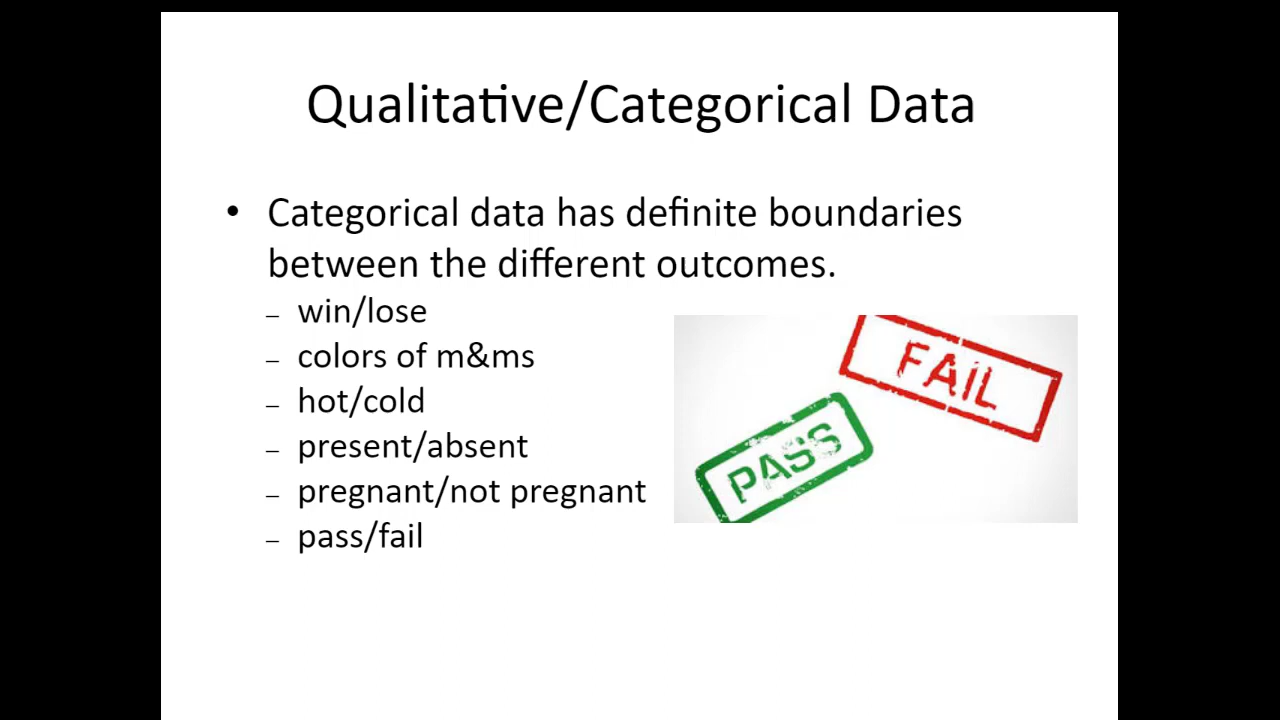 Qualitative/Categorical Data
• Categorical data has definite boundaries
between the different outcomes.
– win/lose
– colors of m&ms
– hot/cold
– present/absent
– pregnant/not pregnant
– pass/fail
FAIL
PASS